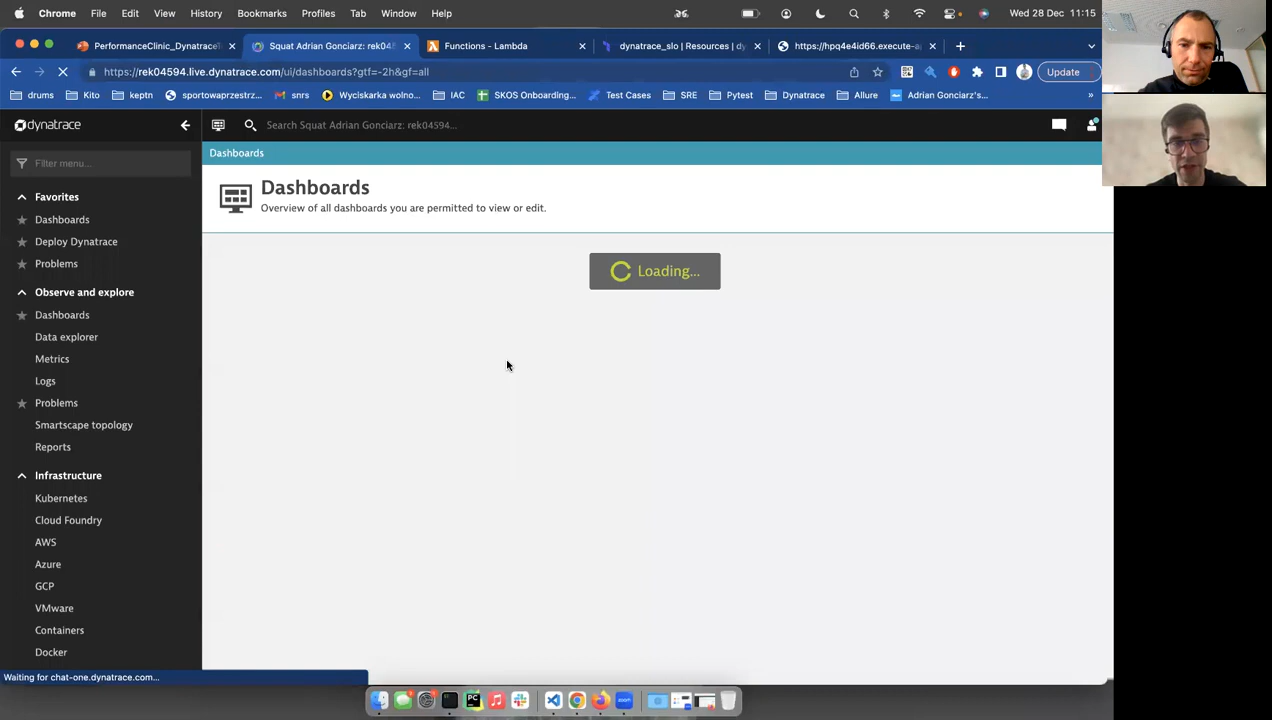 Chrome File Edit View History Bookmarks Profiles Tab Window Help Wed 28 Dec 11:15
PerformanceClinic_DynatraceT Squat Adrian Gonciarz: rek045 Functions - Lambda dynatrace_slo | Resources | dy https://hpq4e4id66.execute-a
https://rek04594.live.dynatrace.com/ui/dashboards?gtf=-2h&gf=all Update
drums Kito keptn sportowaprzestrz... snrs Wyciskarka wolno... IAC SKOS Onboarding... Test Cases SRE Pytest Dynatrace Allure Adrian Gonciarz's... »
dynatrace Search Squat Adrian Gonciarz: rek04594...
Dashboards
Filter menu...
Dashboards
Overview of all dashboards you are permitted to view or edit.
Loading...
Favorites
Dashboards
Deploy Dynatrace
Problems
Observe and explore
Dashboards
Data explorer
Metrics
Logs
Problems
Smartscape topology
Reports
Infrastructure
Kubernetes
Cloud Foundry
AWS
Azure
GCP
VMware
Containers
Docker
Waiting for chat-one.dynatrace.com...